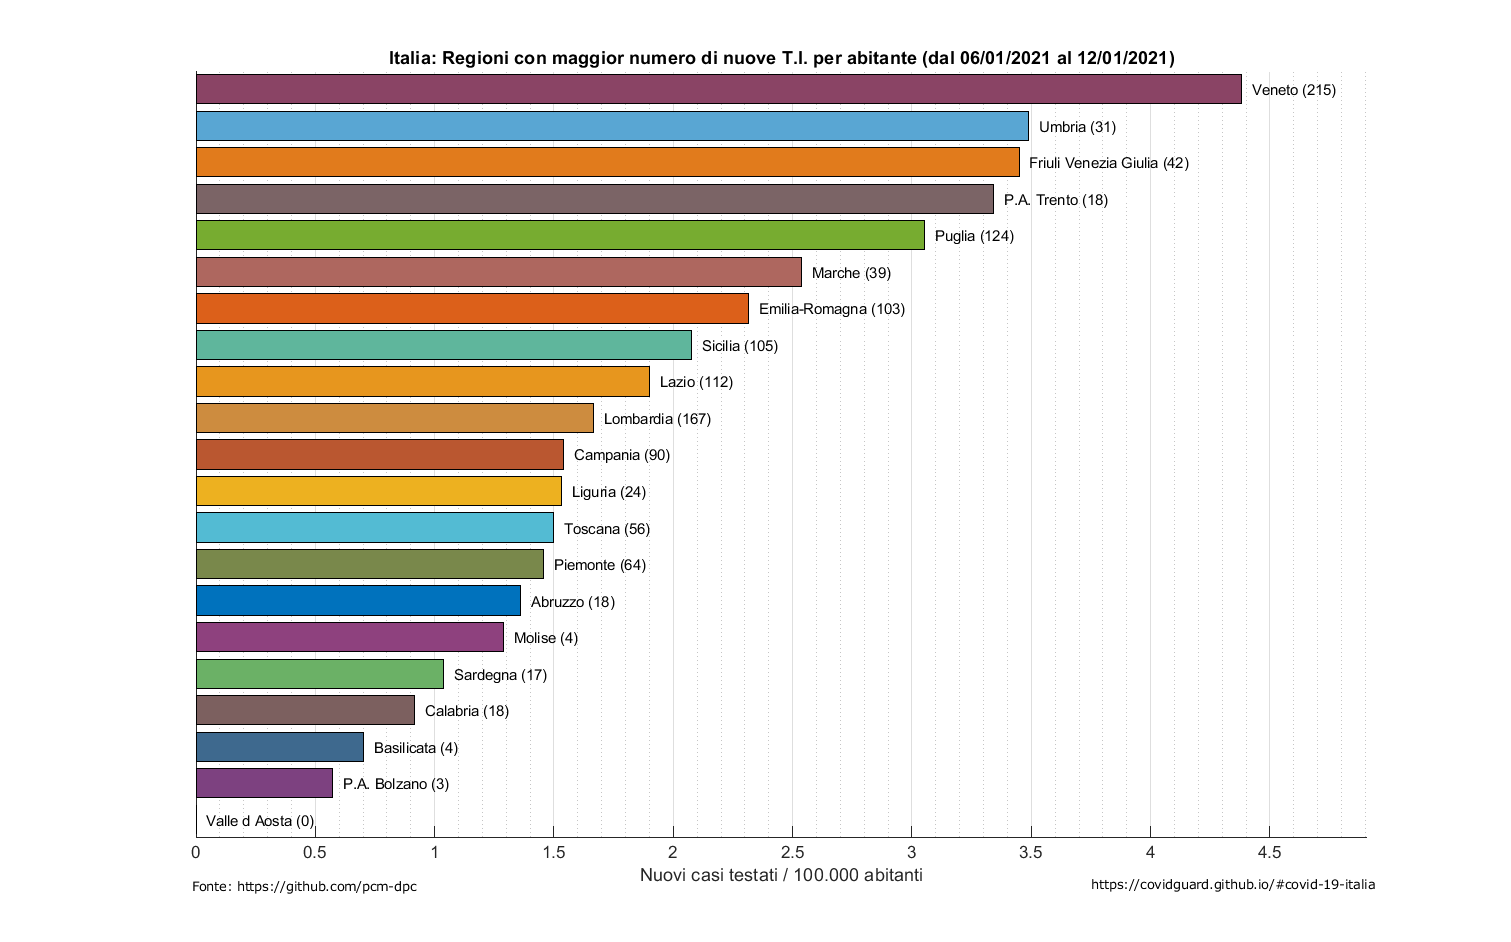 Italia: Regioni con maggior numero di nuove T.I. per abitante (dal 06/01/2021 al 12/01/2021)
Veneto (215)
Umbria (31)
Friuli Venezia Giulia (42)
P.A. Trento (18)
Puglia (124)
Marche (39)
Emilia-Romagna (103)
Sicilia (105)
Lazio (112)
Lombardia (167)
Campania (90)
Liguria (24)
Toscana (56)
Piemonte (64)
Abruzzo (18)
Molise (4)
Sardegna (17)
Calabria (18)
Basilicata (4)
P.A. Bolzano (3)
Valle d Aosta (0)
0 0.5 1 1.5 2 2.5 3 3.5 4 4.5
Nuovi casi testati / 100.000 abitanti
Fonte: https://github.com/pcm-dpc
https://covidguard.github.io/#covid-19-italia